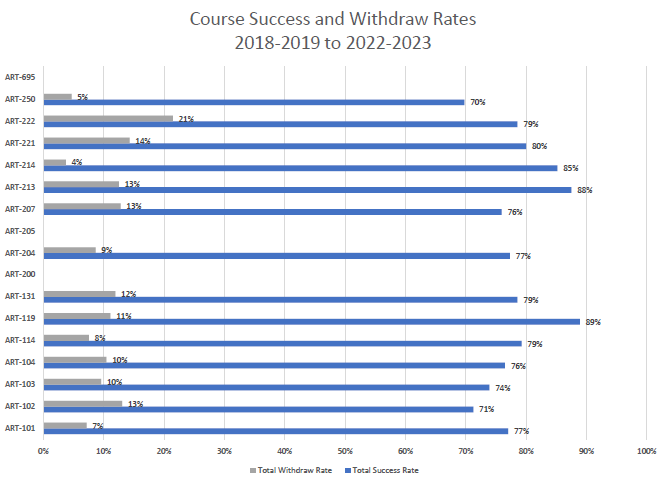 Course Success and Withdraw Rates
2018-2019 to 2022-2023
ART-695
ART-250
5%
70%
ART-222
21%
79%
ART-221
14%
80%
ART-214
4%
85%
ART-213
13%
88%
ART-207
13%
76%
ART-205
ART-204
9%
77%
ART-200
ART-131
12%
79%
ART-119
11%
89%
ART-114
8%
79%
ART-104
10%
76%
ART-103
10%
74%
ART-102
13%
71%
ART-101
7%
77%
0% 10% 20% 30% 40% 50% 60% 70% 80% 90% 100%
Total Withdraw Rate Total Success Rate